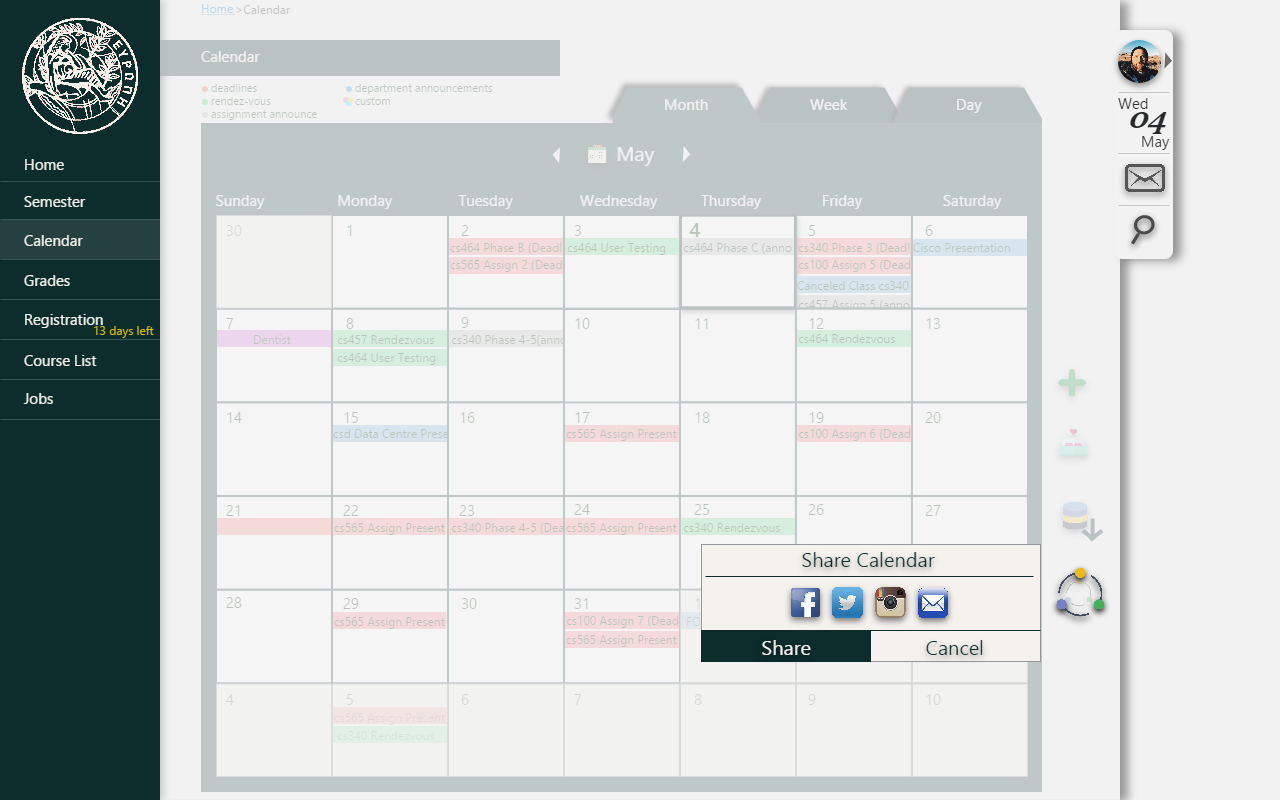 ΕΥΡΩΠΗ
Home
Semester
Calendar
Grades
Registration
13 days left
Course List
Jobs
Home >Calendar
Calendar
deadlines
department announcements
rendez-vous
custom
assignment announce
Month Week Day
May
Sunday Monday Tuesday Wednesday Thursday Friday Saturday
30 1 2 3 4 5 6
cs464 Phase B (Deadl cs464 User Testing cs464 Phase C (anno cs340 Phase 3 (Deadl Cisco Presentation
cs565 Assign 2 (Dead cs100 Assign 5 (Dead
Canceled Class cs340
cs457 Assign 5 (anno
7 8 9 10 11 12 13
Dentist cs457 Rendezvous cs340 Phase 4-5(anno cs464 Rendezvous
cs464 User Testing
14 15 16 17 18 19 20
csd Data Centre Prese cs565 Assign Present cs100 Assign 6 (Dead
21 22 23 24 25 26 27
cs565 Assign Present cs340 Phase 4-5 (Dea cs565 Assign Present cs340 Rendezvous
28 29 30 31 1
cs565 Assign Present cs100 Assign 7 (Dead FO
cs565 Assign Present
4 5 6 7 8 9 10
cs565 Assign Present
cs340 Rendezvous
Share Calendar
Share Cancel
Wed
04
May